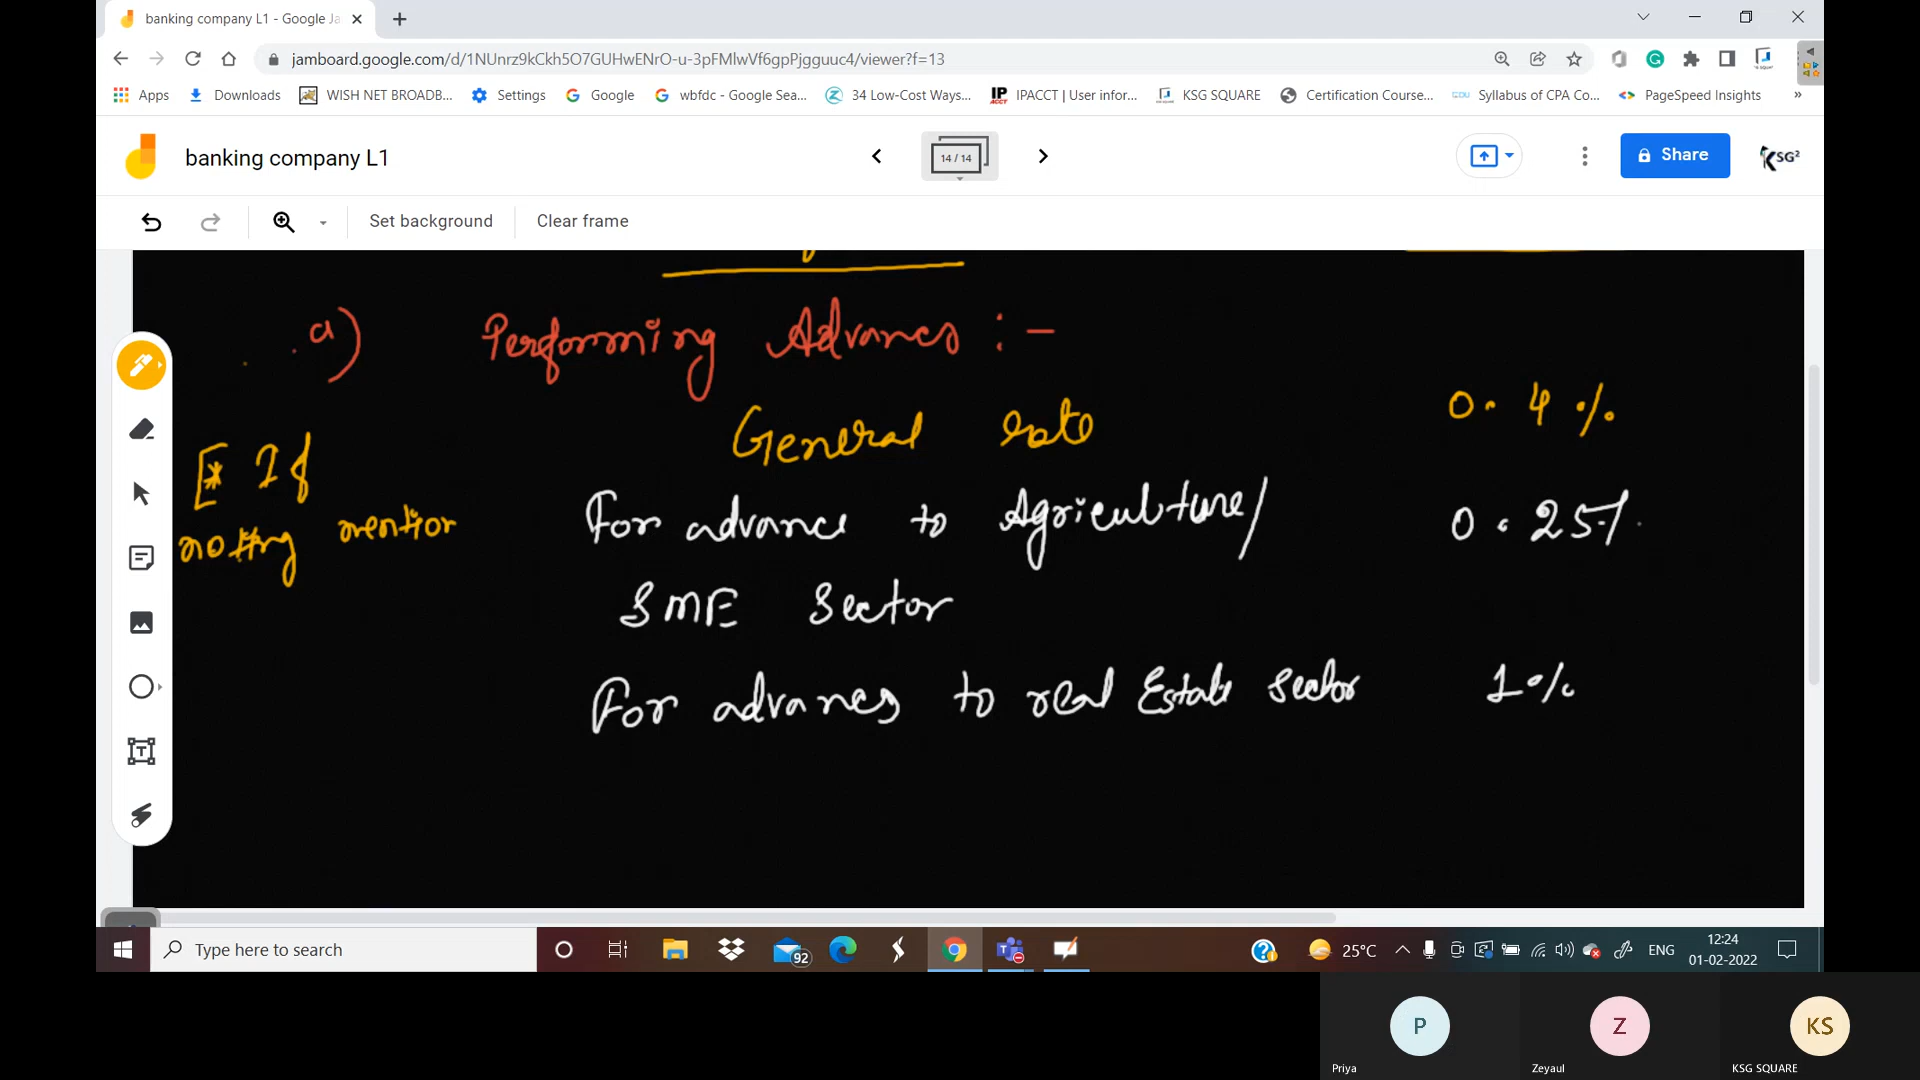 banking company L1 - Google Ja
jamboard.google.com/d/1NUnrz9kCkh5O7GUHwENrO-u-3pFMlwVf6gpPjgguuc4/viewer?f=13
Apps Downloads WISH NET BROADB... Settings Google wbfdc - Google Sea... 34 Low-Cost Ways... IPACCT | User infor... KSG SQUARE Certification Course... Syllabus of CPA Co... PageSpeed Insights »
banking company L1 14 / 14 Share KSG²
Set background Clear frame
a) Performing Advances :-
General rate 0.4%
[* If
nothing mention
For advance to Agriculture/ 0.25%
SME Sector
For advances to real Estate Sector 1%
Type here to search 92 25°C ENG 12:24
01-02-2022
P Z KS
Priya Zeyaul KSG SQUARE